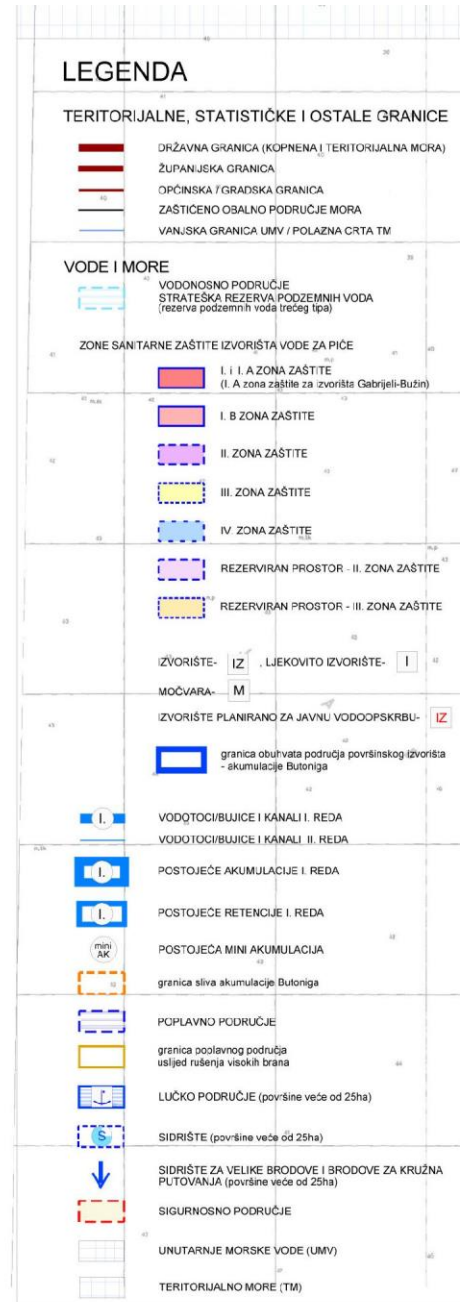 LEGENDA
TERITORIJALNE, STATISTIČKE I OSTALE GRANICE
DRŽAVNA GRANICA (KOPNENA I TERITORIJALNA MORA)
ŽUPANIJSKA GRANICA
OPĆINSKA / GRADSKA GRANICA
ZAŠTIĆENO OBALNO PODRUČJE MORA
VANJSKA GRANICA UMV / POLAZNA CRTA TM
VODE I MORE
VODONOSNO PODRUČJE
STRATEŠKA REZERVA PODZEMNIH VODA
(rezerva podzemnih voda trećeg tipa)
ZONE SANITARNE ZAŠTITE IZVORIŠTA VODE ZA PIĆE
I. i I. A ZONA ZAŠTITE
(I. A zona zaštite za izvorišta Gabrijeli-Bužin)
I. B ZONA ZAŠTITE
II. ZONA ZAŠTITE
III. ZONA ZAŠTITE
IV. ZONA ZAŠTITE
REZERVIRAN PROSTOR - II. ZONA ZAŠTITE
REZERVIRAN PROSTOR - III. ZONA ZAŠTITE
IZVORIŠTE- IZ , LJEKOVITO IZVORIŠTE- I
MOČVARA- M
IZVORIŠTE PLANIRANO ZA JAVNU VODOOPSKRBU- IZ
granica obuhvata područja površinskog izvorišta
- akumulacije Butoniga
I. VODOTOCI/BUJICE I KANALI I. REDA
VODOTOCI/BUJICE I KANALI II. REDA
I. POSTOJEĆE AKUMULACIJE I. REDA
I. POSTOJEĆE RETENCIJE I. REDA
mini
AK POSTOJEĆA MINI AKUMULACIJA
granica sliva akumulacije Butoniga
POPLAVNO PODRUČJE
granica poplavnog područja
uslijed rušenja visokih brana
LUČKO PODRUČJE (površine veće od 25ha)
S SIDRIŠTE (površine veće od 25ha)
SIDRIŠTE ZA VELIKE BRODOVE I BRODOVE ZA KRUŽNA
PUTOVANJA (površine veće od 25ha)
SIGURNOSNO PODRUČJE
UNUTARNJE MORSKE VODE (UMV)
TERITORIJALNO MORE (TM)